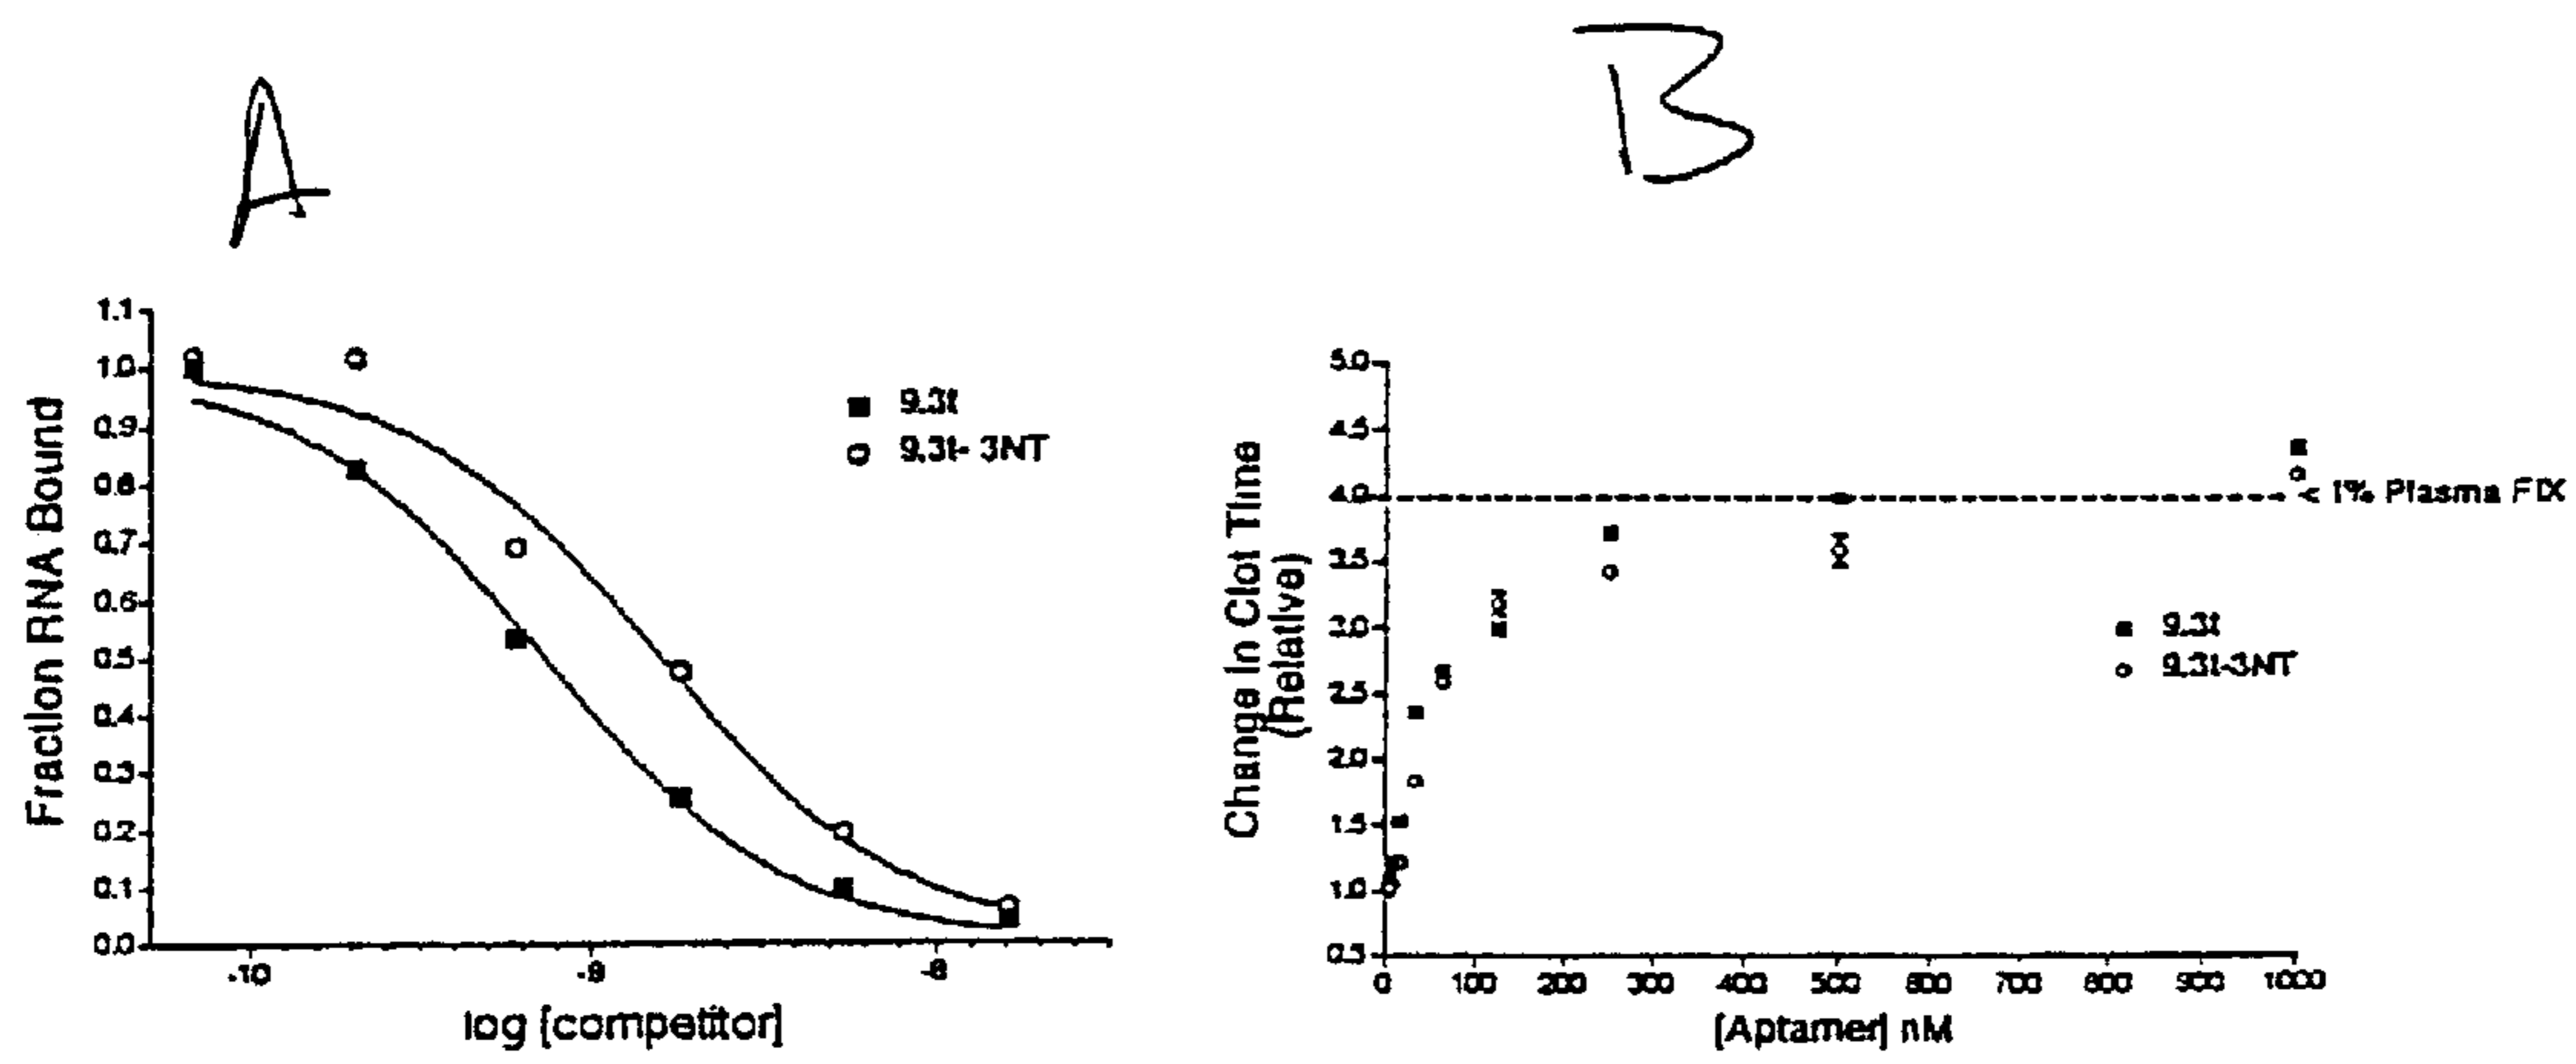 A
B
1.1
1.0
0.9
0.8
0.7
0.6
0.5
0.4
0.3
0.2
0.1
0.0
Fraction RNA Bound
-10
-9
-8
log [competitor]
9.3t
9.3t- 3NT
5.0
4.5
4.0
3.5
3.0
2.5
2.0
1.5
1.0
0.5
Change in Clot Time
(Relative)
< 1% Plasma FIX
9.3t
9.3t-3NT
0 100 200 300 400 500 600 700 800 900 1000
[Aptamer] nM